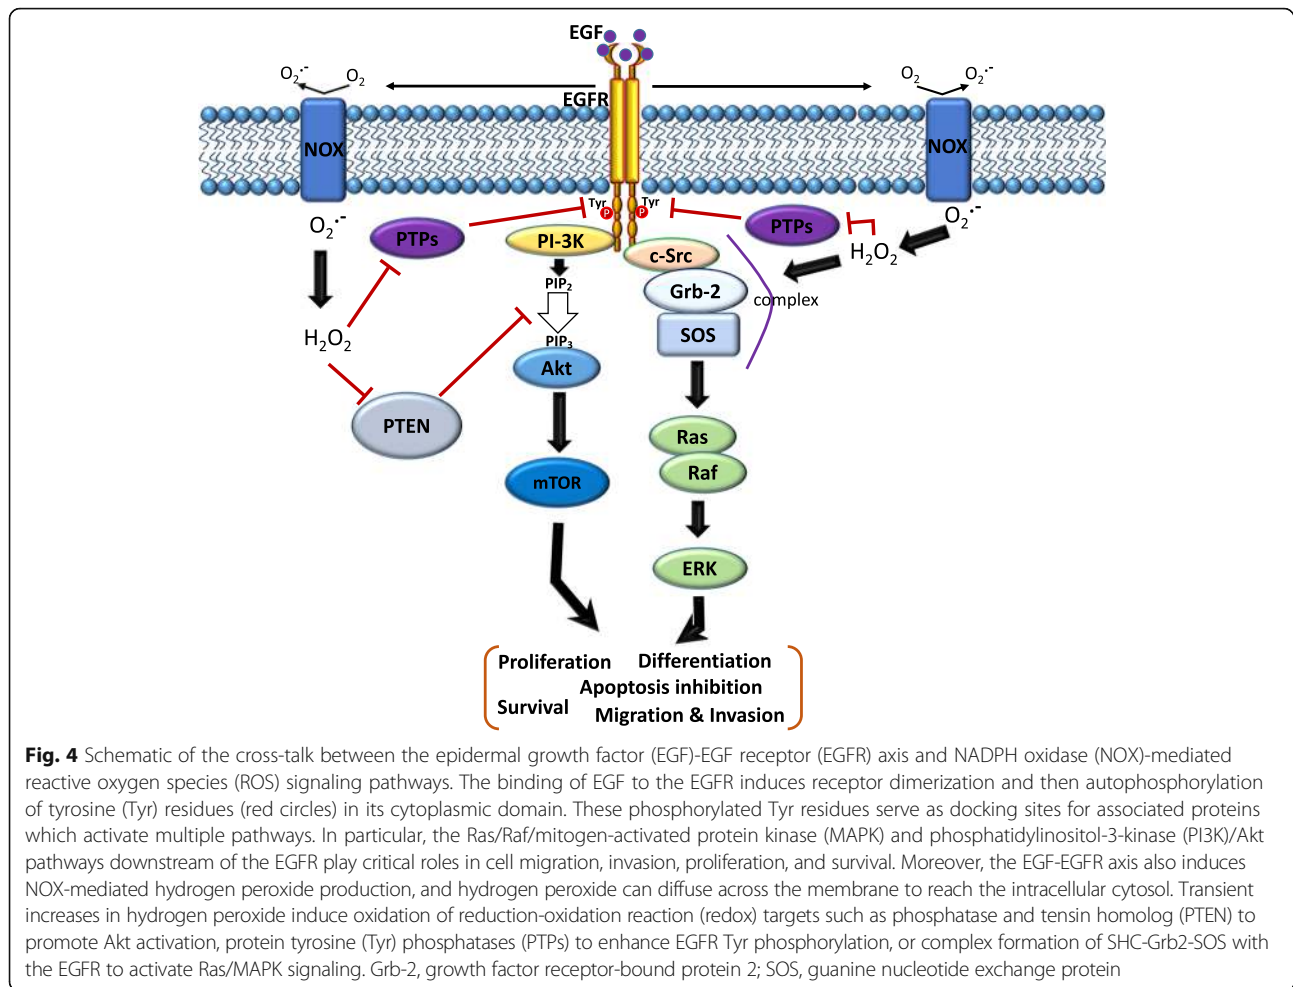 EGF
O₂·⁻ O₂
O₂ O₂·⁻
EGFR
NOX
NOX
Tyr P
Tyr P
O₂·⁻
O₂·⁻
PTPs
PI-3K
PTPs
c-Src
H₂O₂
PIP₂
Grb-2
complex
SOS
H₂O₂
PIP₃
Akt
PTEN
Ras
Raf
mTOR
ERK
Proliferation Differentiation
Apoptosis inhibition
Survival
Migration & Invasion
Fig. 4 Schematic of the cross-talk between the epidermal growth factor (EGF)-EGF receptor (EGFR) axis and NADPH oxidase (NOX)-mediated
reactive oxygen species (ROS) signaling pathways. The binding of EGF to the EGFR induces receptor dimerization and then autophosphorylation
of tyrosine (Tyr) residues (red circles) in its cytoplasmic domain. These phosphorylated Tyr residues serve as docking sites for associated proteins
which activate multiple pathways. In particular, the Ras/Raf/mitogen-activated protein kinase (MAPK) and phosphatidylinositol-3-kinase (PI3K)/Akt
pathways downstream of the EGFR play critical roles in cell migration, invasion, proliferation, and survival. Moreover, the EGF-EGFR axis also induces
NOX-mediated hydrogen peroxide production, and hydrogen peroxide can diffuse across the membrane to reach the intracellular cytosol. Transient
increases in hydrogen peroxide induce oxidation of reduction-oxidation reaction (redox) targets such as phosphatase and tensin homolog (PTEN) to
promote Akt activation, protein tyrosine (Tyr) phosphatases (PTPs) to enhance EGFR Tyr phosphorylation, or complex formation of SHC-Grb2-SOS with
the EGFR to activate Ras/MAPK signaling. Grb-2, growth factor receptor-bound protein 2; SOS, guanine nucleotide exchange protein